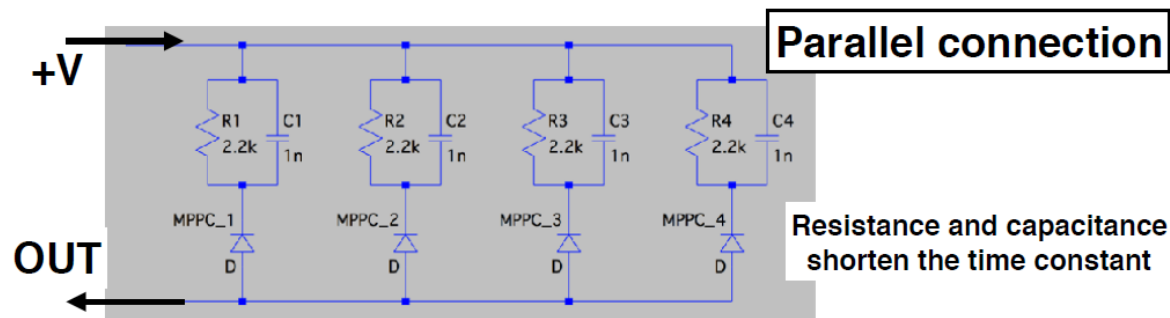 Parallel connection
+V
R1 C1 R2 C2 R3 C3 R4 C4
2.2k 1n 2.2k 1n 2.2k 1n 2.2k 1n
MPPC_1 MPPC_2 MPPC_3 MPPC_4
D D D D
OUT
Resistance and capacitance
shorten the time constant